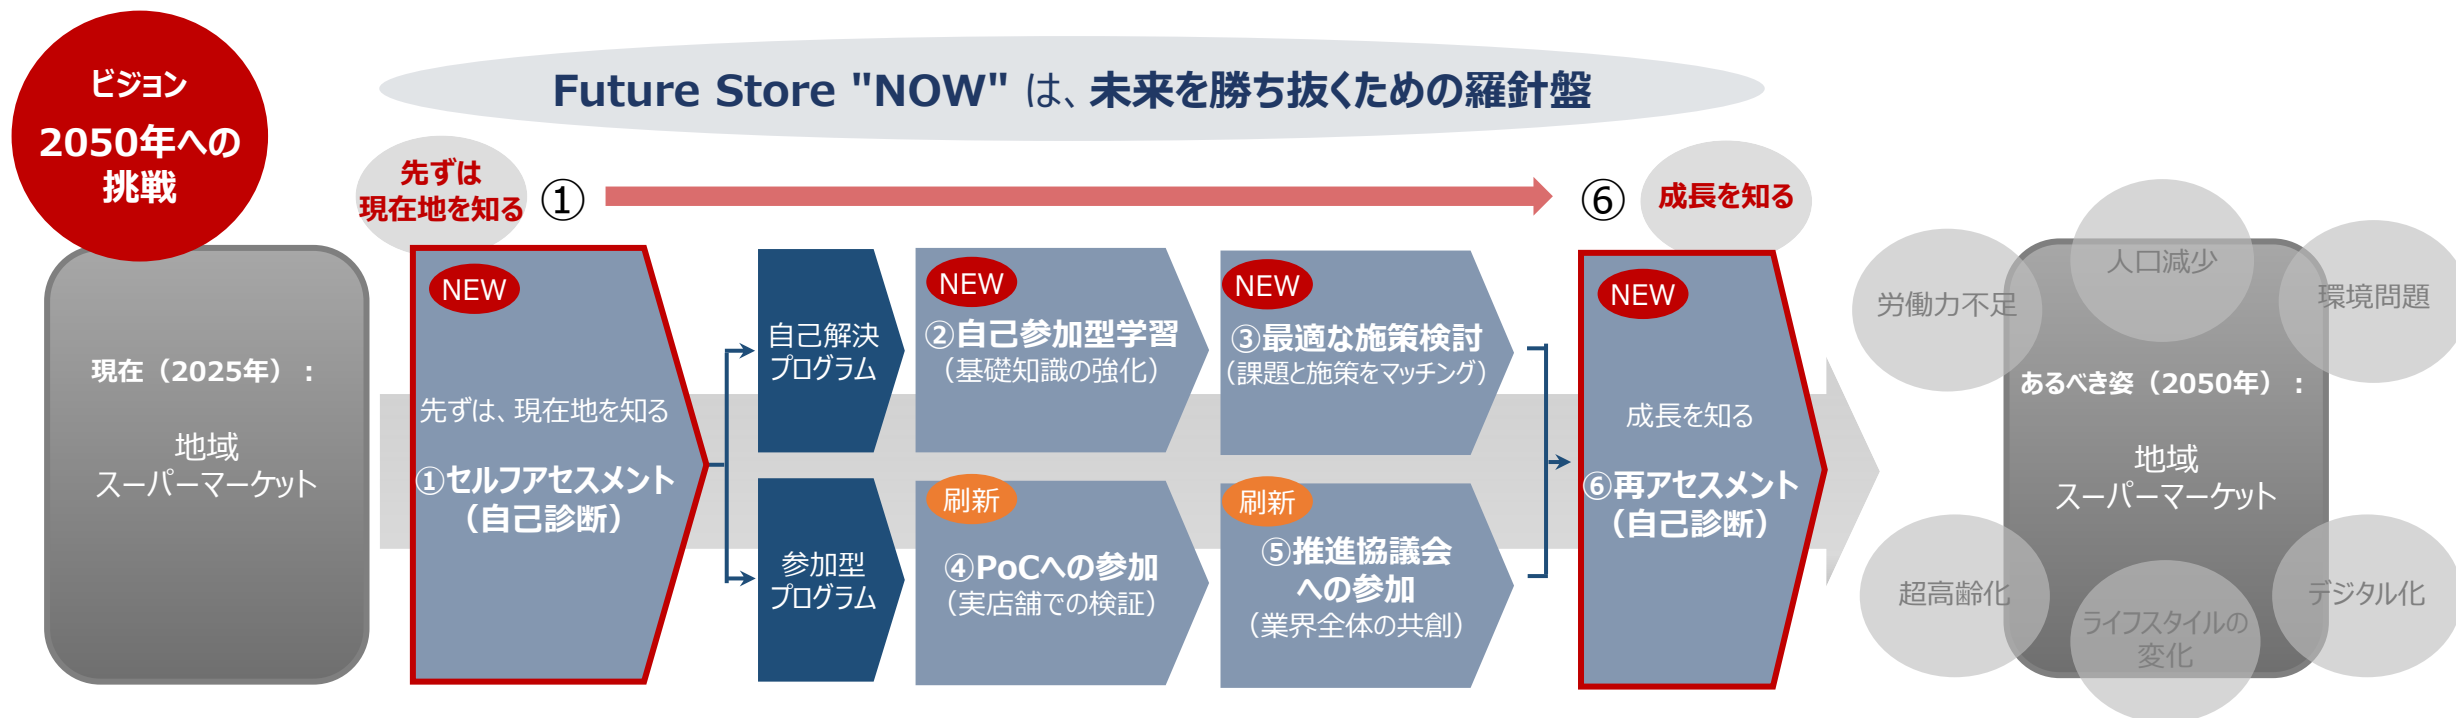 ビジョン
2050年への
挑戦
Future Store "NOW" は、未来を勝ち抜くための羅針盤
先ずは
現在地を知る
①
⑥
成長を知る
現在（2025年）：
地域
スーパーマーケット
NEW
先ずは、現在地を知る
①セルフアセスメント
（自己診断）
自己解決
プログラム
NEW
②自己参加型学習
（基礎知識の強化）
NEW
③最適な施策検討
（課題と施策をマッチング）
参加型
プログラム
刷新
④PoCへの参加
（実店舗での検証）
刷新
⑤推進協議会
への参加
（業界全体の共創）
NEW
成長を知る
⑥再アセスメント
（自己診断）
労働力不足
人口減少
環境問題
あるべき姿（2050年）：
地域
スーパーマーケット
超高齢化
ライフスタイルの
変化
デジタル化